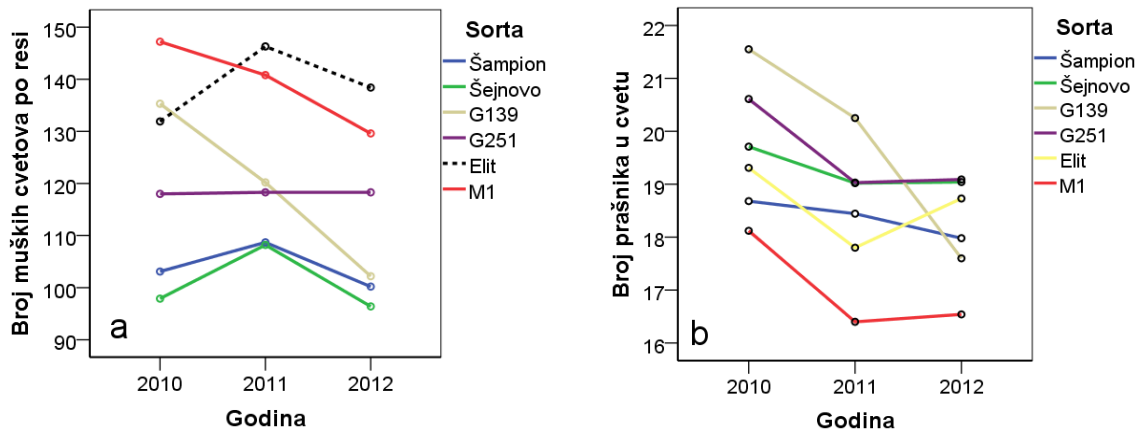 Broj muških cvetova po resi
150
140
130
120
110
100
90
a
2010
2011
2012
Godina
Sorta
Šampion
Šejnovo
G139
G251
Elit
M1
Broj prašnika u cvetu
22
21
20
19
18
17
16
b
2010
2011
2012
Godina
Sorta
Šampion
Šejnovo
G139
G251
Elit
M1